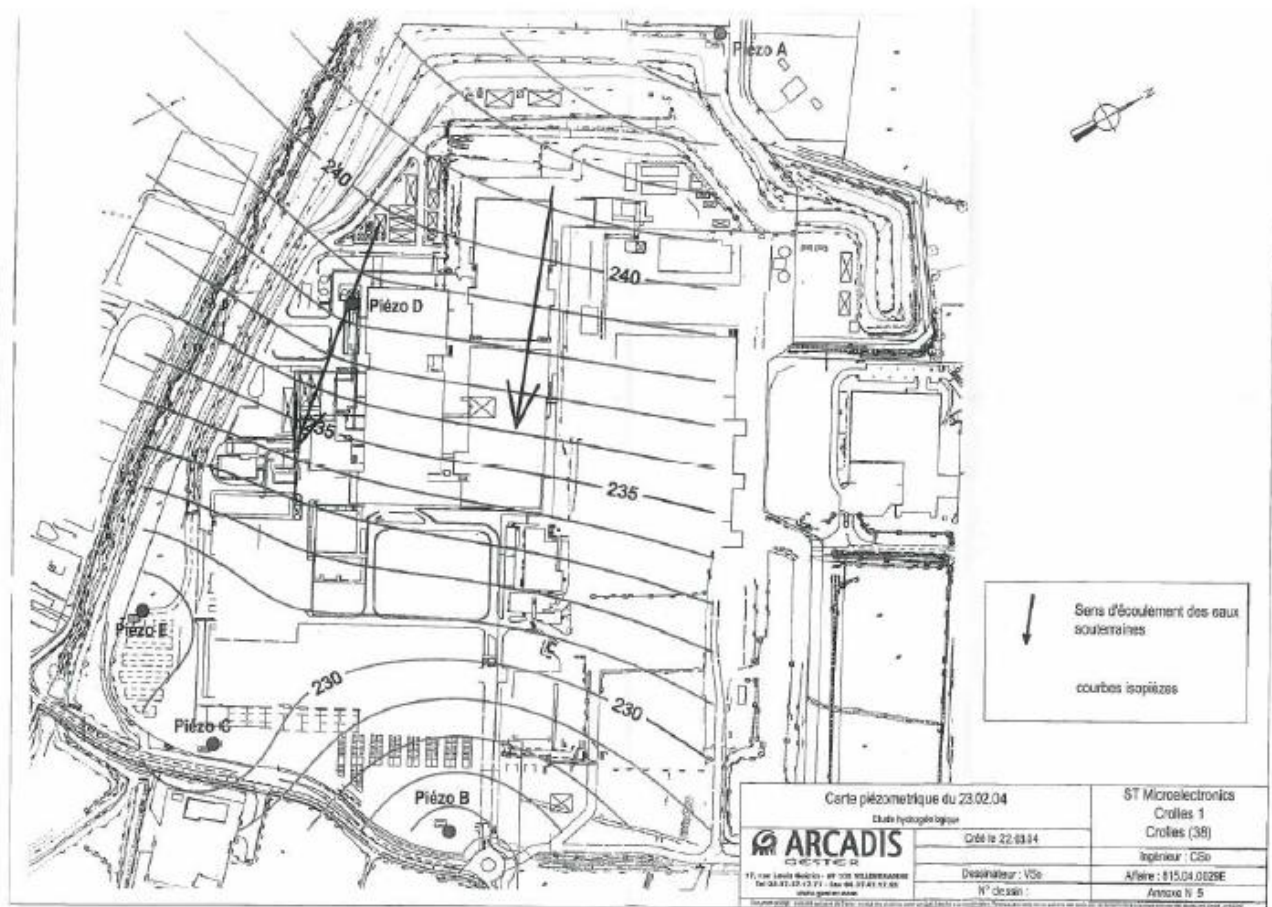 Piézo A
N
240
240
Piézo D
235
235
Piézo E
230
230
Piézo C
Piézo B
Sens d'écoulement des eaux
souterraines
courbes isopièzes
Carte piézometrique du 23.02.04
Etude hydrogéologique
ST Microelectronics
Crolles 1
Crolles (38)
ARCADIS
GESTER
Créé le 22.03.04
Ingénieur : CSo
Dessinateur : VSo
Affaire : 815.04.0029E
N° dessin :
Annexe N 5